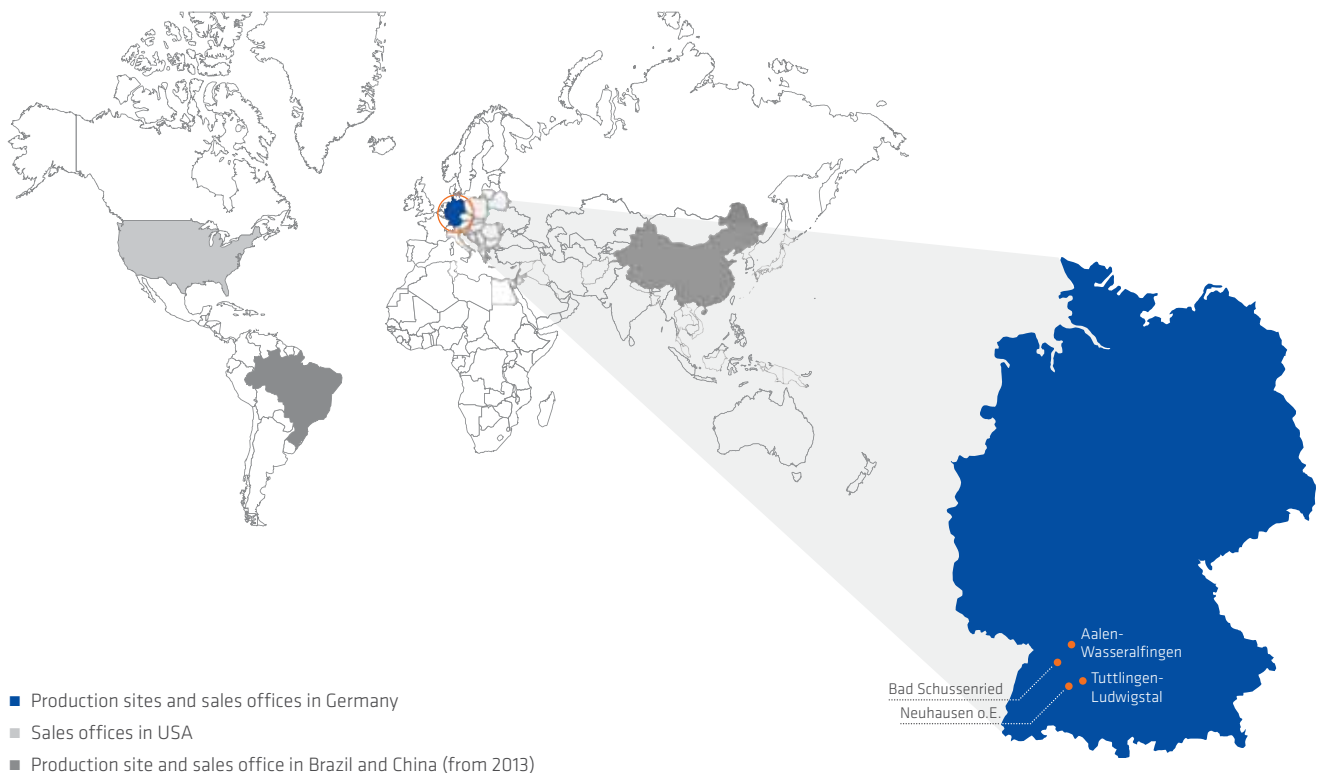 Aalen-
Wasseralfingen
Bad Schussenried
Tuttlingen-
Ludwigstal
Neuhausen o.E.
Production sites and sales offices in Germany
Sales offices in USA
Production site and sales office in Brazil and China (from 2013)